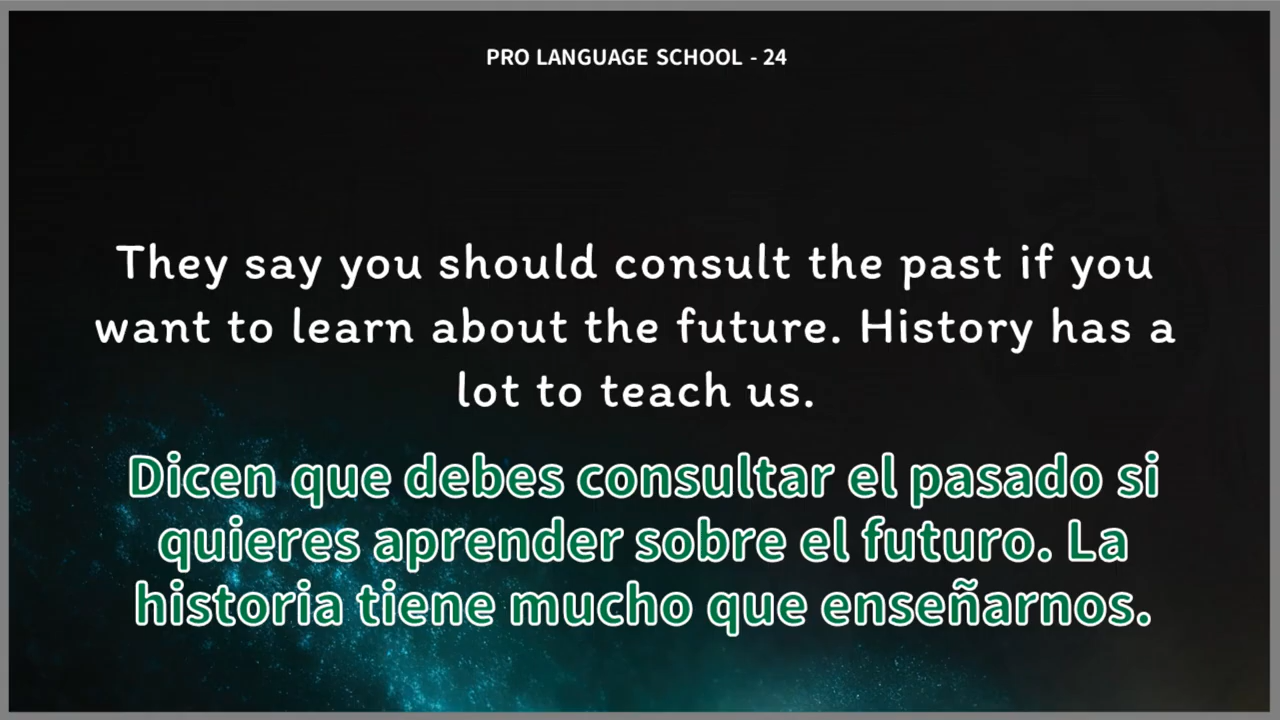 PRO LANGUAGE SCHOOL - 24
They say you should consult the past if you
want to learn about the future. History has a
lot to teach us.
Dicen que debes consultar el pasado si
quieres aprender sobre el futuro. La
historia tiene mucho que enseñarnos.